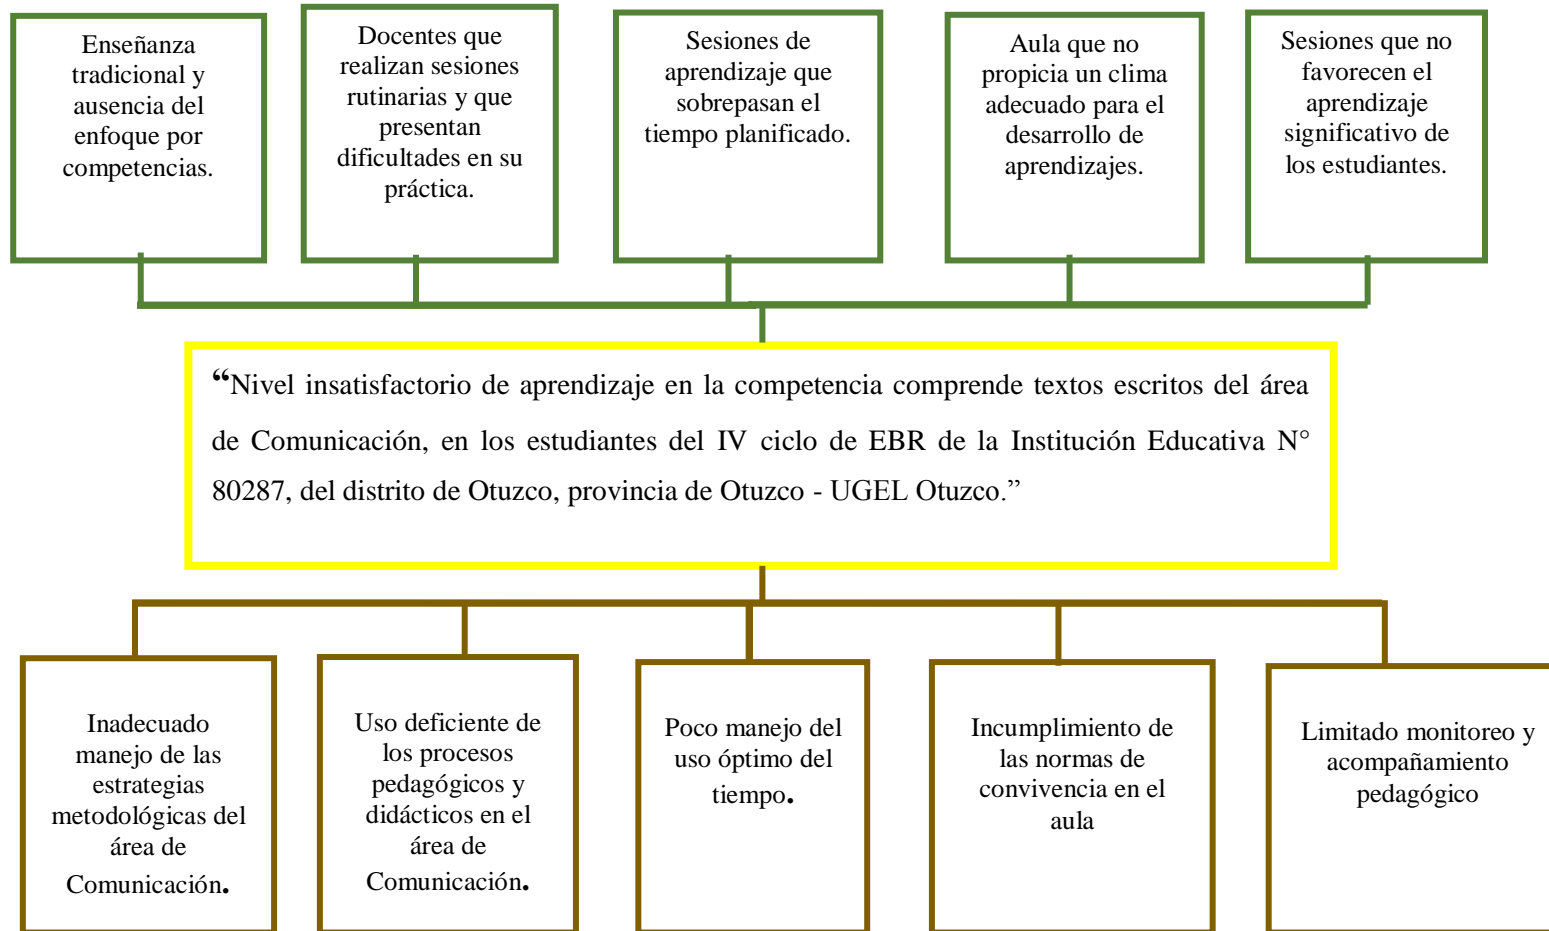 Enseñanza
tradicional y
ausencia del
enfoque por
competencias.
Docentes que
realizan sesiones
rutinarias y que
presentan
dificultades en su
práctica.
Sesiones de
aprendizaje que
sobrepasan el
tiempo planificado.
Aula que no
propicia un clima
adecuado para el
desarrollo de
aprendizajes.
Sesiones que no
favorecen el
aprendizaje
significativo de
los estudiantes.
“Nivel insatisfactorio de aprendizaje en la competencia comprende textos escritos del área
de Comunicación, en los estudiantes del IV ciclo de EBR de la Institución Educativa N°
80287, del distrito de Otuzco, provincia de Otuzco - UGEL Otuzco.”
Inadecuado
manejo de las
estrategias
metodológicas del
área de
Comunicación.
Uso deficiente de
los procesos
pedagógicos y
didácticos en el
área de
Comunicación.
Poco manejo del
uso óptimo del
tiempo.
Incumplimiento de
las normas de
convivencia en el
aula
Limitado monitoreo y
acompañamiento
pedagógico